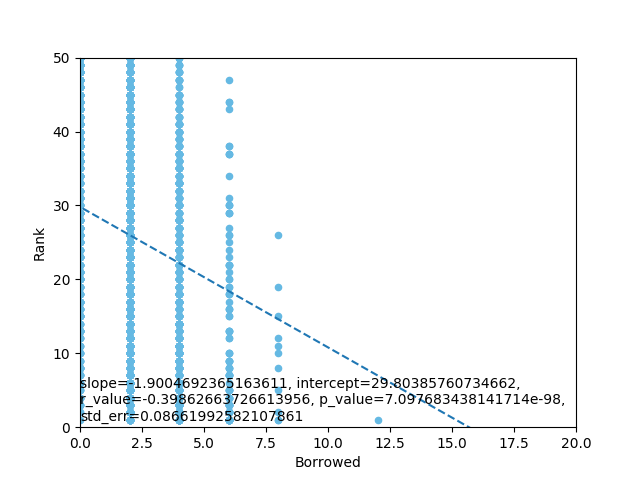 50
40
30
20
10
0
Rank
slope=-1.9004692365163611, intercept=29.80385760734662,
r_value=-0.39862663726613956, p_value=7.097683438141714e-98,
std_err=0.08661992582107861
0.0 2.5 5.0 7.5 10.0 12.5 15.0 17.5 20.0
Borrowed